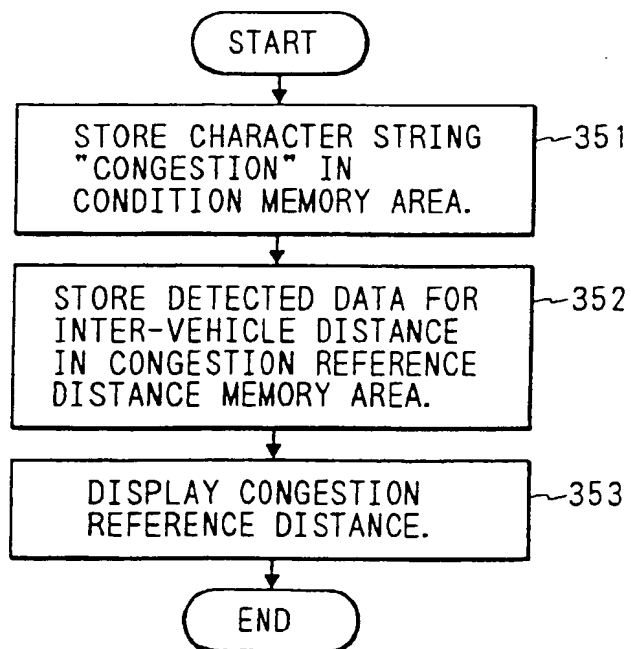 START
STORE CHARACTER STRING
"CONGESTION" IN
CONDITION MEMORY AREA.
351
STORE DETECTED DATA FOR
INTER-VEHICLE DISTANCE
IN CONGESTION REFERENCE
DISTANCE MEMORY AREA.
352
DISPLAY CONGESTION
REFERENCE DISTANCE.
353
END